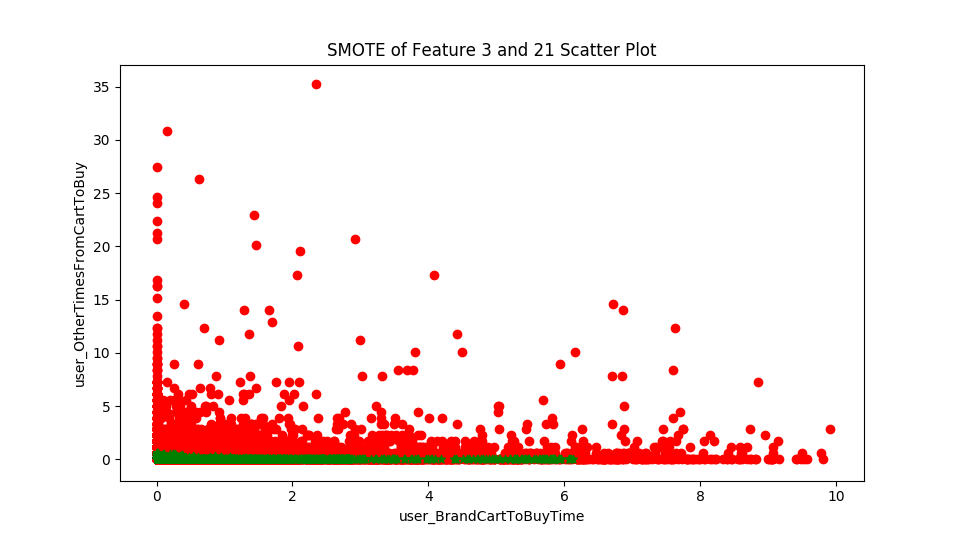 SMOTE of Feature 3 and 21 Scatter Plot
35
30
25
20
15
10
5
0
user_OtherTimesFromCartToBuy
0 2 4 6 8 10
user_BrandCartToBuyTime